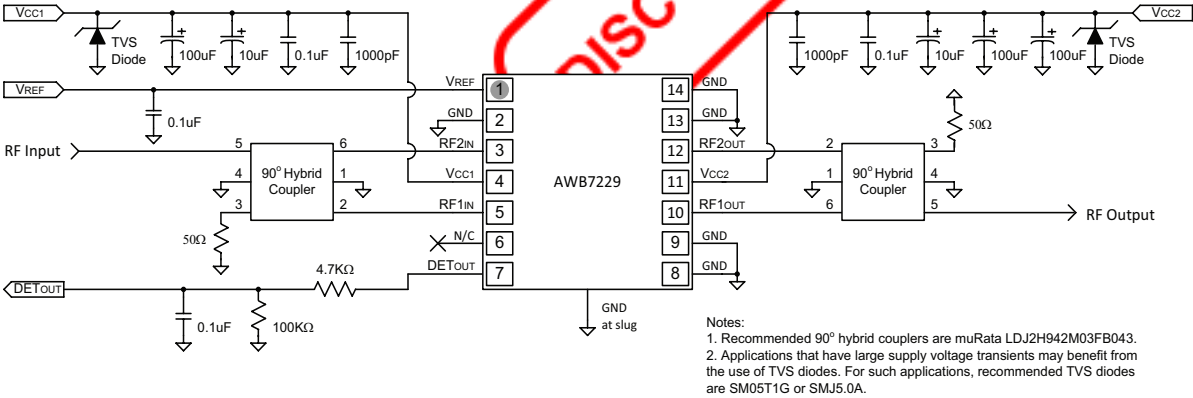 VCC1
TVS
Diode
100uF
10uF
0.1uF
1000pF
DISC
1000pF
0.1uF
10uF
100uF
100uF
TVS
Diode
VCC2
VREF
0.1uF
VREF
GND
RF2IN
VCC1
RF1IN
N/C
DETOUT
1
2
3
4
5
6
7
AWB7229
14
13
12
11
10
9
8
GND
GND
RF2OUT
VCC2
RF1OUT
GND
GND
GND
at slug
RF Input
5
6
4
1
3
2
90° Hybrid
Coupler
50Ω
2
3
1
4
6
5
90° Hybrid
Coupler
50Ω
RF Output
DETOUT
0.1uF
100KΩ
4.7KΩ
Notes:
1. Recommended 90° hybrid couplers are muRata LDJ2H942M03FB043.
2. Applications that have large supply voltage transients may benefit from
the use of TVS diodes. For such applications, recommended TVS diodes
are SM05T1G or SMJ5.0A.